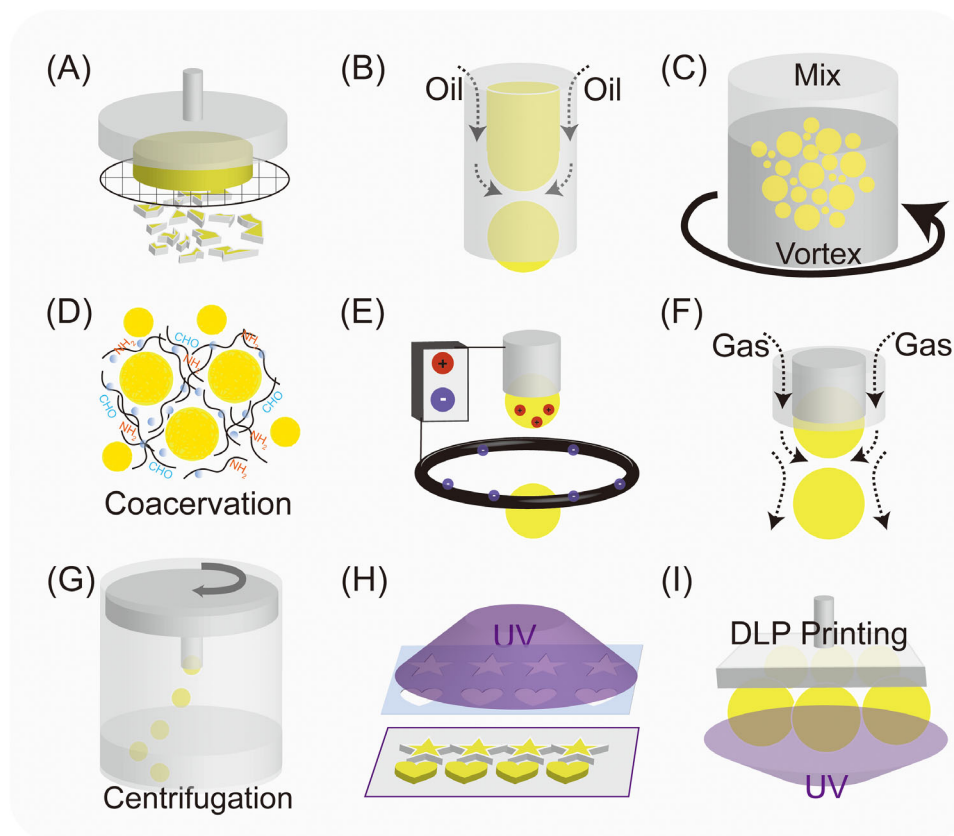 (A)
(B)
Oil
Oil
(C)
Mix
Vortex
(D)
NH2
CHO
NH2
NH2
CHO
CHO
NH2
CHO
NH2
Coacervation
(E)
+
-
+
+
+
-
-
-
-
-
-
(F)
Gas
Gas
(G)
Centrifugation
(H)
UV
(I)
DLP Printing
UV